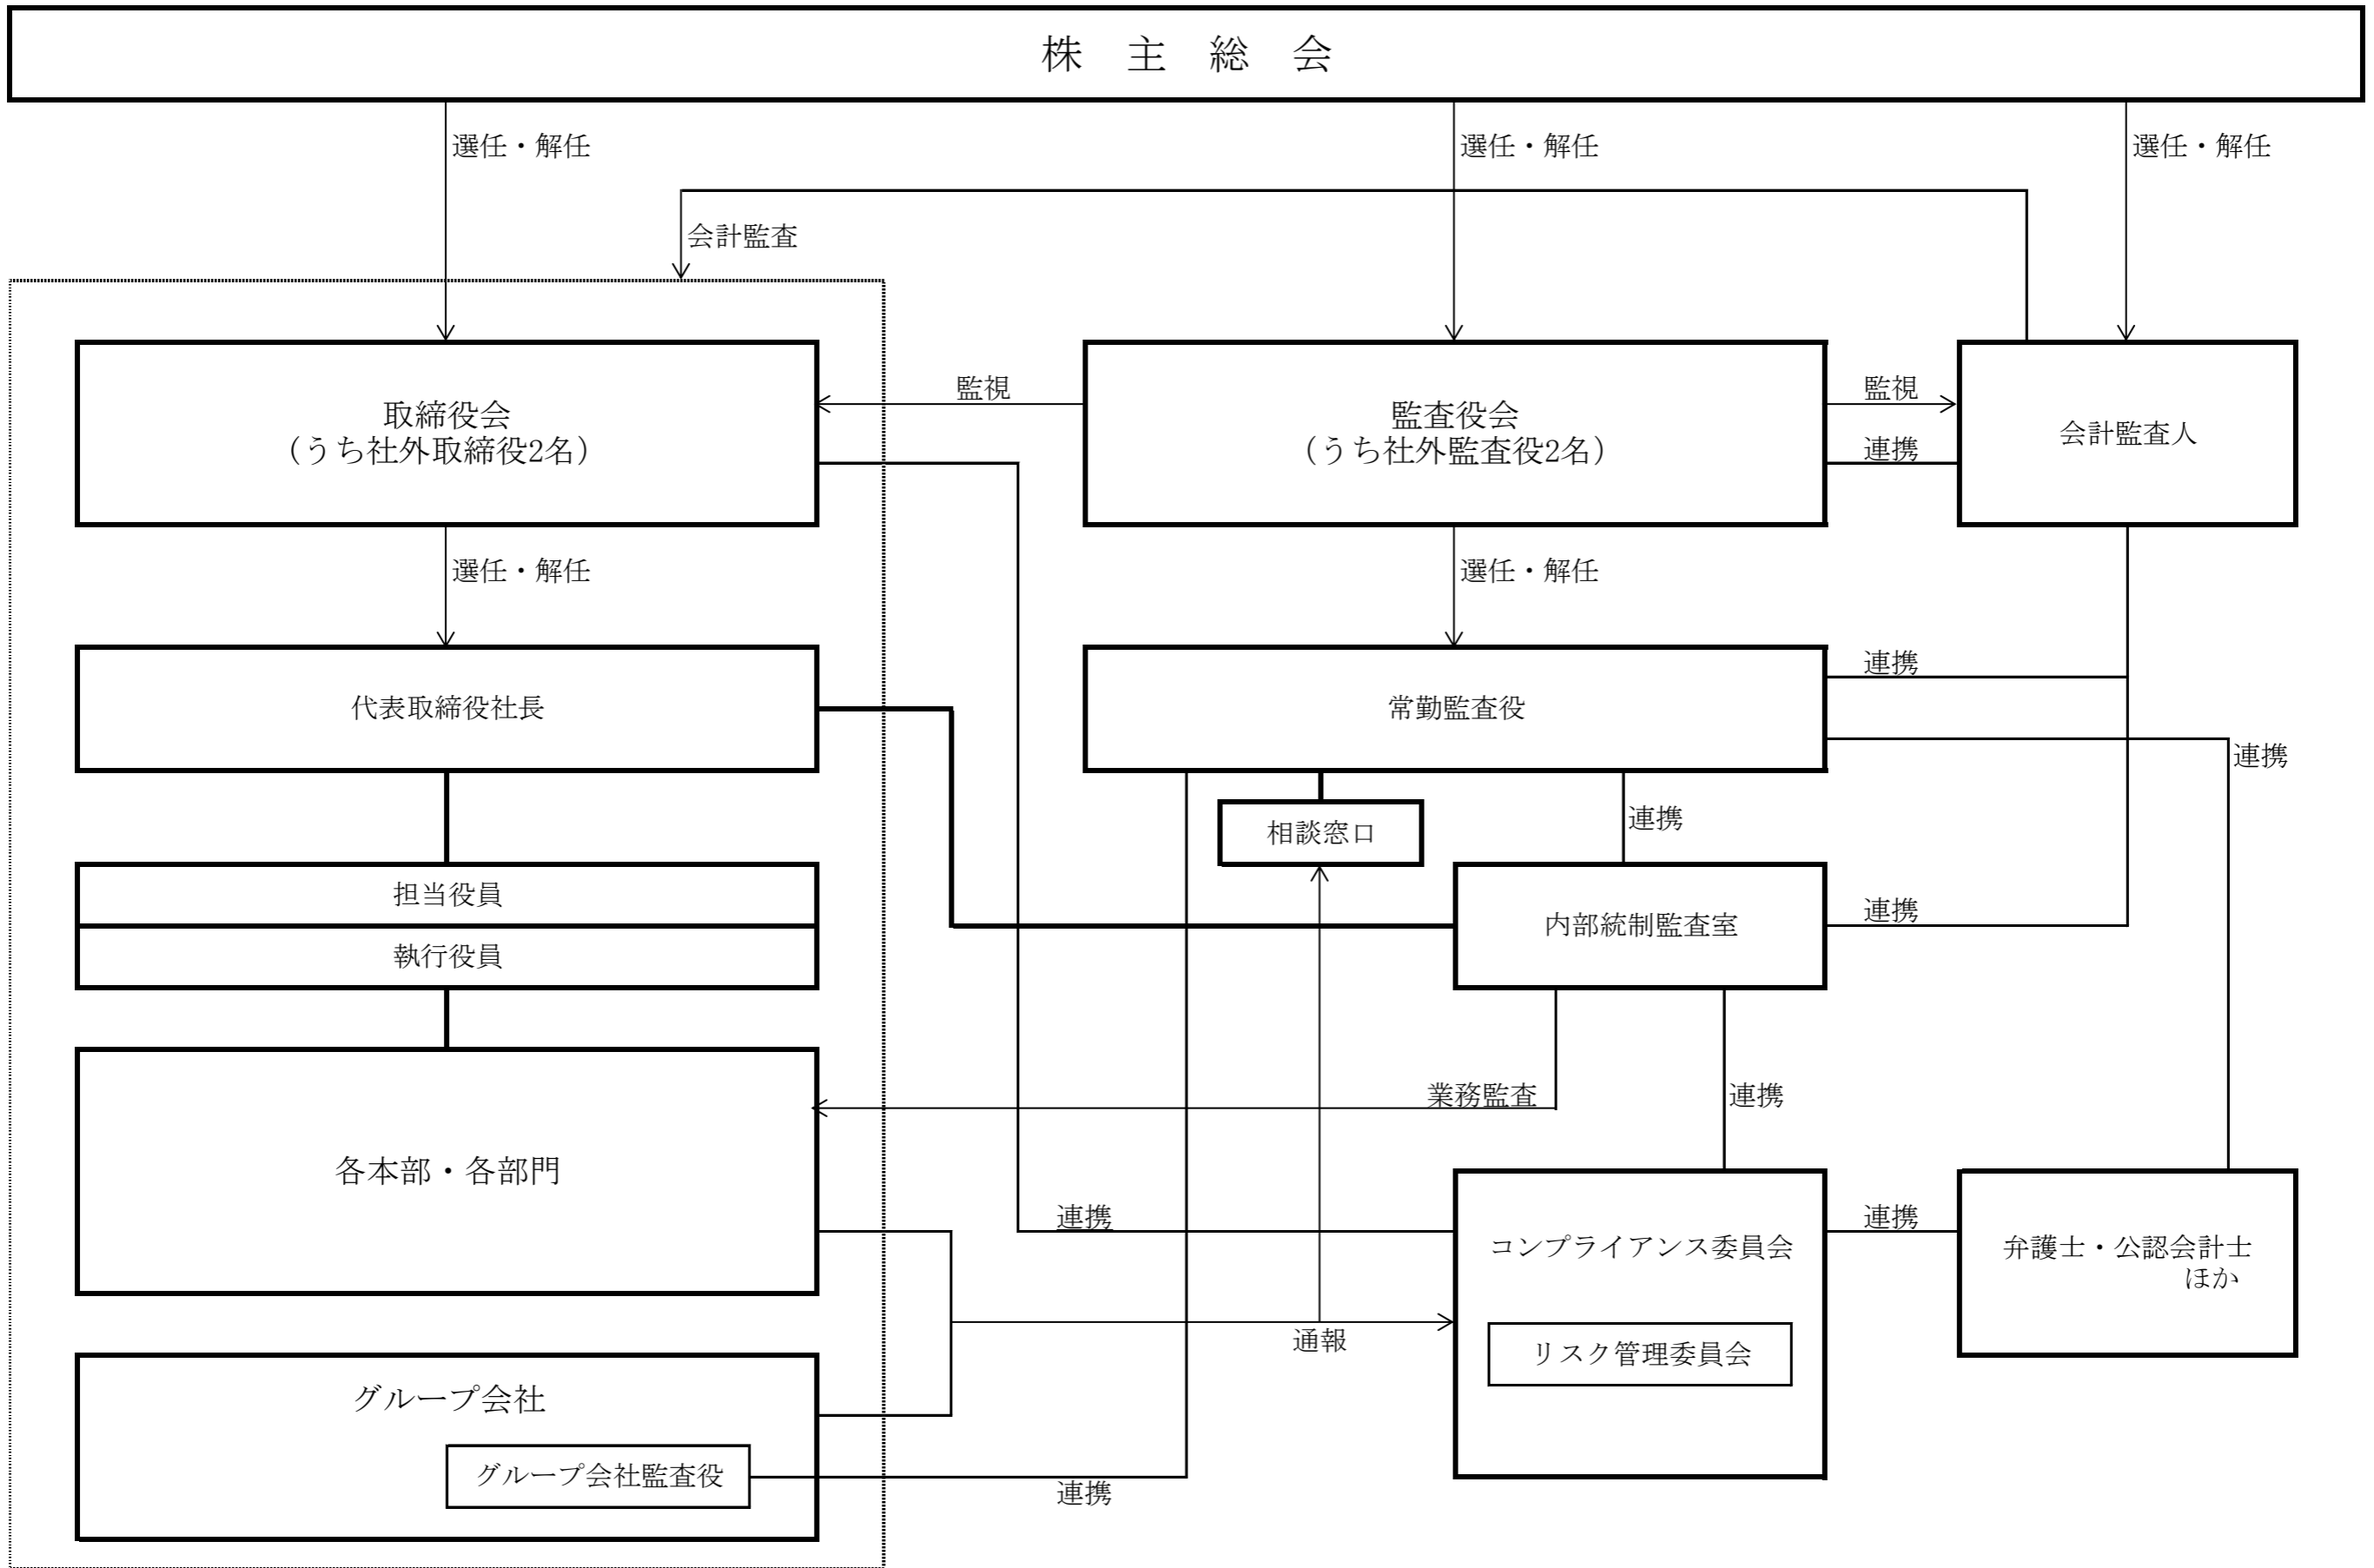 株 主 総 会
選任・解任
選任・解任
選任・解任
会計監査
取締役会
（うち社外取締役2名）
監視
監査役会
（うち社外監査役2名）
監視
連携
会計監査人
選任・解任
選任・解任
代表取締役社長
常勤監査役
連携
連携
相談窓口
連携
担当役員
執行役員
内部統制監査室
連携
業務監査
連携
各本部・各部門
連携
コンプライアンス委員会
連携
弁護士・公認会計士
ほか
通報
リスク管理委員会
グループ会社
グループ会社監査役
連携